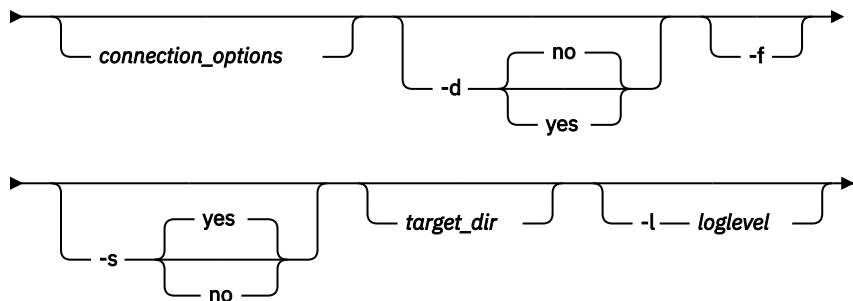 no
connection_options
-f
-d
yes
yes
target_dir
-l loglevel
-s
no